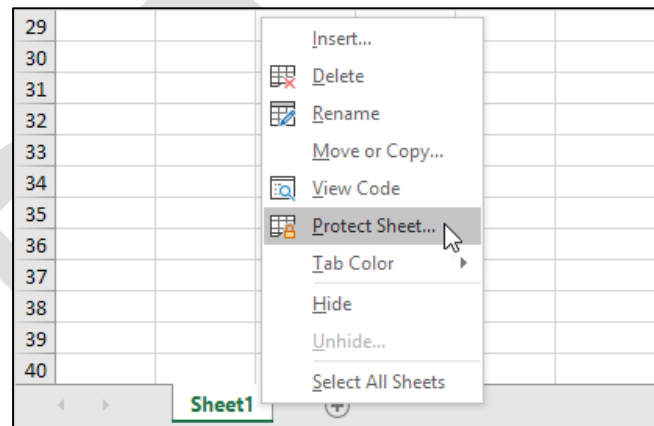 29
30
31
32
33
34
35
36
37
38
39
40
Insert...
Delete
Rename
Move or Copy...
View Code
Protect Sheet...
Tab Color
Hide
Unhide...
Select All Sheets
Sheet1